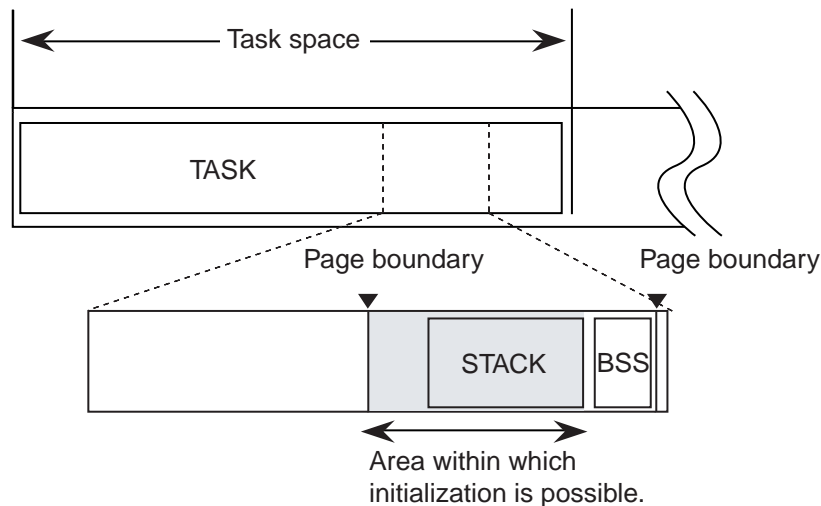 Task space
TASK
Page boundary
Page boundary
STACK
BSS
Area within which
initialization is possible.